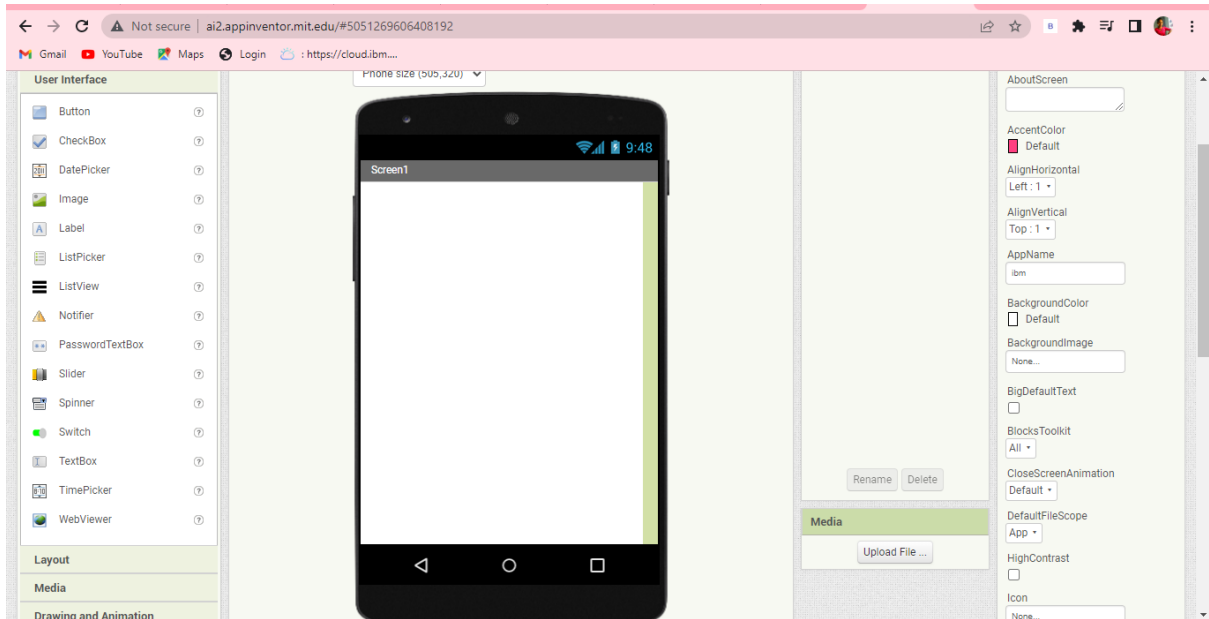 Not secure | ai2.appinventor.mit.edu/#5051269606408192
Gmail YouTube Maps Login : https://cloud.ibm....
User Interface
Button
CheckBox
DatePicker
Image
Label
ListPicker
ListView
Notifier
PasswordTextBox
Slider
Spinner
Switch
TextBox
TimePicker
WebViewer
Layout
Media
Drawing and Animation
Phone size (505,320)
9:48
Screen1
Rename Delete
Media
Upload File ...
AboutScreen
AccentColor
Default
AlignHorizontal
Left : 1
AlignVertical
Top : 1
AppName
ibm
BackgroundColor
Default
BackgroundImage
None...
BigDefaultText
BlocksToolkit
All
CloseScreenAnimation
Default
DefaultFileScope
App
HighContrast
Icon
None...